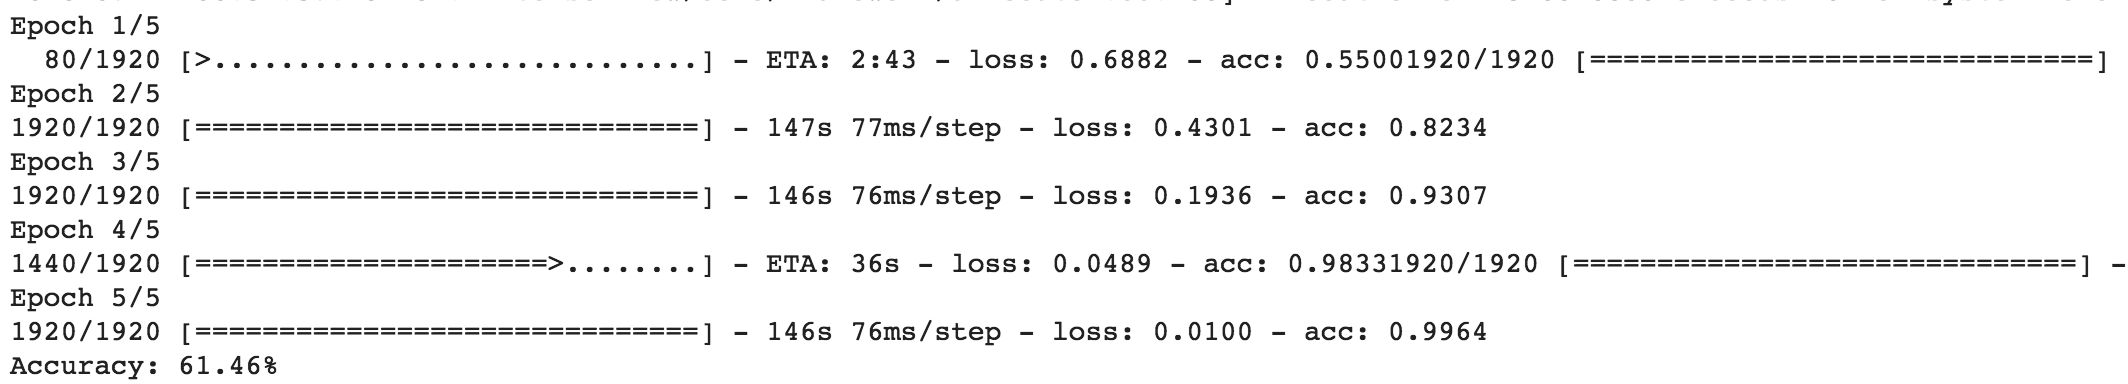 Epoch 1/5
80/1920 [>.............................] - ETA: 2:43 - loss: 0.6882 - acc: 0.55001920/1920 [==============================]
Epoch 2/5
1920/1920 [==============================] - 147s 77ms/step - loss: 0.4301 - acc: 0.8234
Epoch 3/5
1920/1920 [==============================] - 146s 76ms/step - loss: 0.1936 - acc: 0.9307
Epoch 4/5
1440/1920 [=====================>........] - ETA: 36s - loss: 0.0489 - acc: 0.98331920/1920 [==============================] -
Epoch 5/5
1920/1920 [==============================] - 146s 76ms/step - loss: 0.0100 - acc: 0.9964
Accuracy: 61.46%